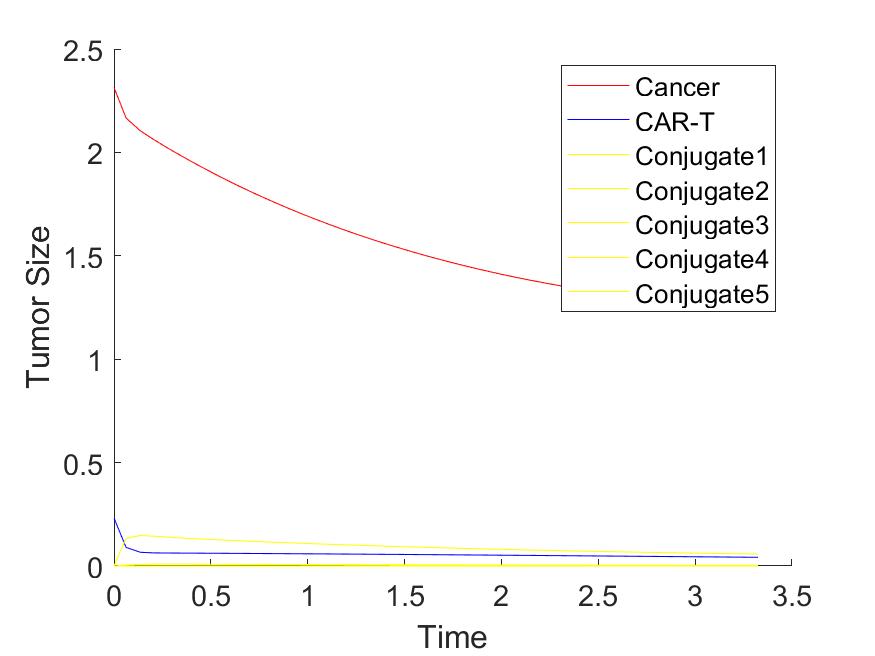 2.5
2
1.5
1
0.5
0
Tumor Size
Cancer
CAR-T
Conjugate1
Conjugate2
Conjugate3
Conjugate4
Conjugate5
0 0.5 1 1.5 2 2.5 3 3.5
Time